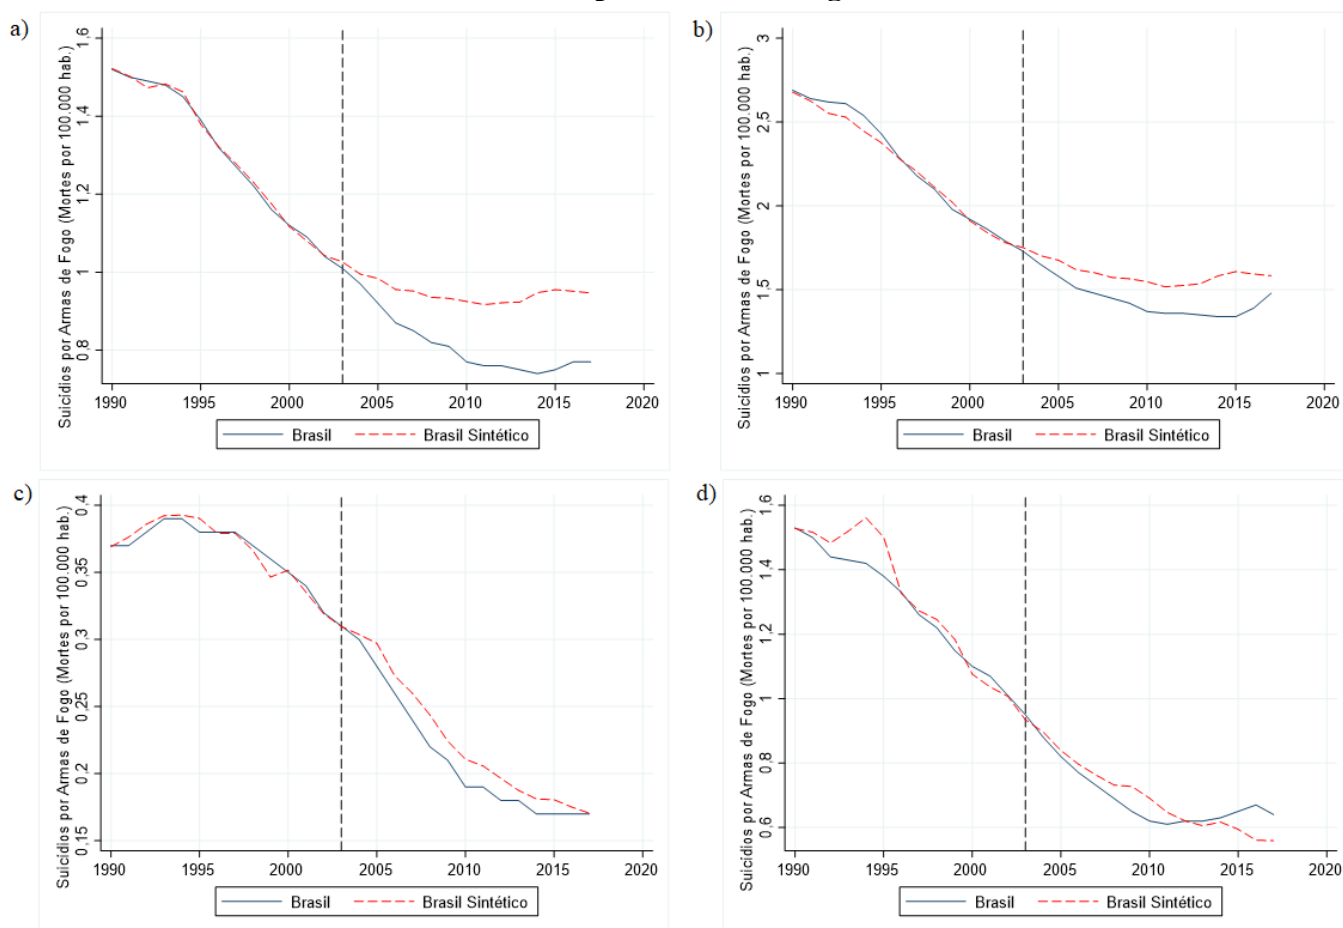 a)
Suicídios por Armas de Fogo (Mortes por 100.000 hab.)
1,6
1,4
1,2
1
0,8
1990 1995 2000 2005 2010 2015 2020
Brasil Brasil Sintético
b)
Suicídios por Armas de Fogo (Mortes por 100.000 hab.)
3
2,5
2
1,5
1
1990 1995 2000 2005 2010 2015 2020
Brasil Brasil Sintético
c)
Suicídios por Armas de Fogo (Mortes por 100.000 hab.)
0,4
0,35
0,3
0,25
0,2
0,15
1990 1995 2000 2005 2010 2015 2020
Brasil Brasil Sintético
d)
Suicídios por Armas de Fogo (Mortes por 100.000 hab.)
1,6
1,4
1,2
1
0,8
0,6
1990 1995 2000 2005 2010 2015 2020
Brasil Brasil Sintético